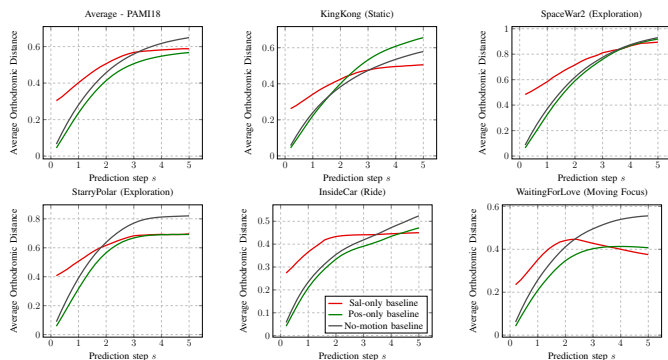 Average - PAMI18
KingKong (Static)
SpaceWar2 (Exploration)
Average Orthodromic Distance
0.6
0.4
0.2
0
0 1 2 3 4 5
Prediction step s
Average Orthodromic Distance
0.6
0.4
0.2
0
0 1 2 3 4 5
Prediction step s
Average Orthodromic Distance
1
0.8
0.6
0.4
0.2
0
0 1 2 3 4 5
Prediction step s
StarryPolar (Exploration)
InsideCar (Ride)
WaitingForLove (Moving Focus)
Average Orthodromic Distance
0.8
0.6
0.4
0.2
0
0 1 2 3 4 5
Prediction step s
Average Orthodromic Distance
0.5
0.4
0.3
0.2
0.1
0
0 1 2 3 4 5
Sal-only baseline
Pos-only baseline
No-motion baseline
Prediction step s
Average Orthodromic Distance
0.6
0.4
0.2
0
0 1 2 3 4 5
Prediction step s